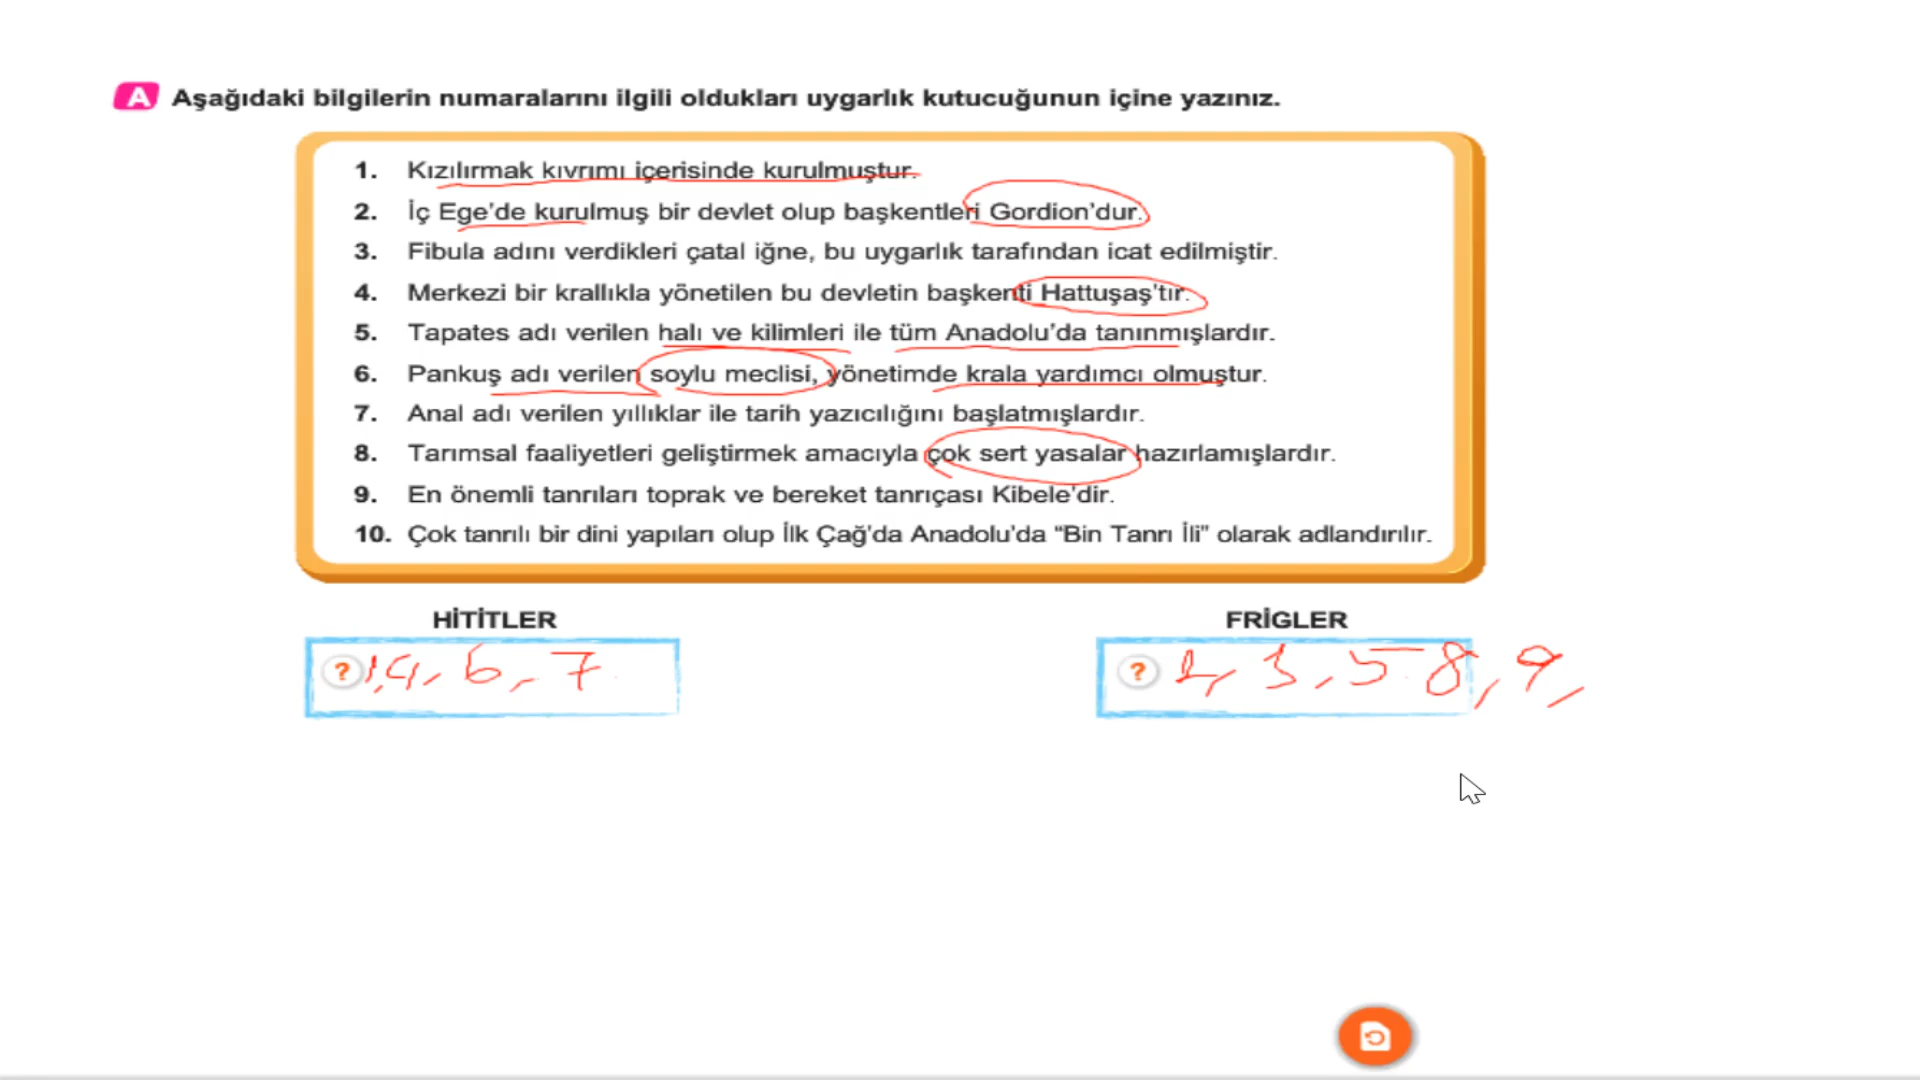 A Aşağıdaki bilgilerin numaralarını ilgili oldukları uygarlık kutucuğunun içine yazınız.
1. Kızılırmak kıvrımı içerisinde kurulmuştur.
2. İç Ege'de kurulmuş bir devlet olup başkentleri Gordion'dur.
3. Fibula adını verdikleri çatal iğne, bu uygarlık tarafından icat edilmiştir.
4. Merkezi bir krallıkla yönetilen bu devletin başkenti Hattuşaş'tır.
5. Tapates adı verilen halı ve kilimleri ile tüm Anadolu'da tanınmışlardır.
6. Pankuş adı verilen soylu meclisi, yönetimde krala yardımcı olmuştur.
7. Anal adı verilen yıllıklar ile tarih yazıcılığını başlatmışlardır.
8. Tarımsal faaliyetleri geliştirmek amacıyla çok sert yasalar hazırlamışlardır.
9. En önemli tanrıları toprak ve bereket tanrıçası Kibele'dir.
10. Çok tanrılı bir dini yapıları olup İlk Çağ'da Anadolu'da "Bin Tanrı İli" olarak adlandırılır.
HİTİTLER
? 1,4, 6, 7
FRİGLER
? 2, 3, 5 8, 9,